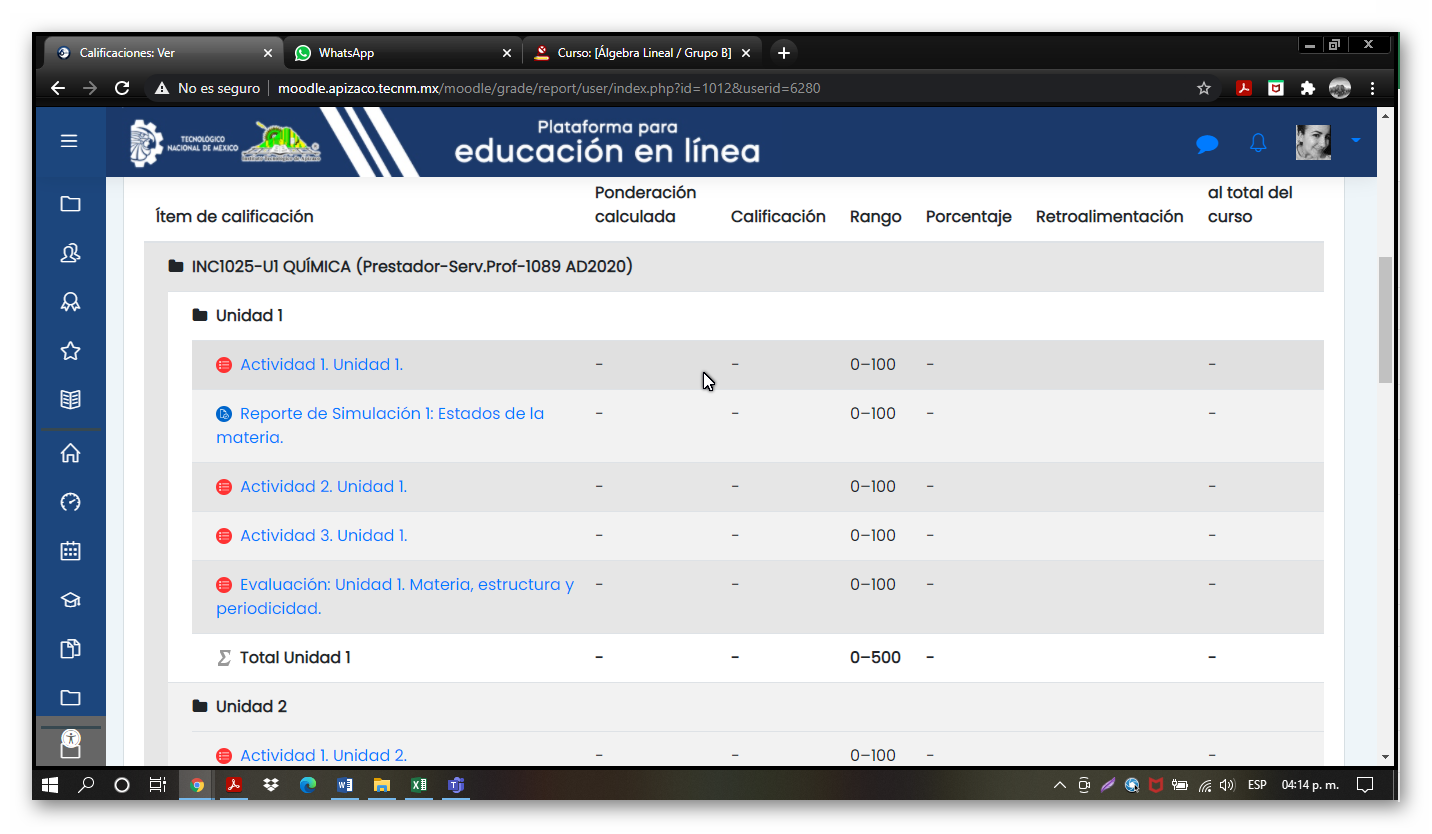 Calificaciones: Ver
WhatsApp
Curso: [Álgebra Lineal / Grupo B]
No es seguro
moodle.apizaco.tecnm.mx/moodle/grade/report/user/index.php?id=1012&userid=6280
TECNOLÓGICO
NACIONAL DE MÉXICO
Plataforma para
educación en línea
Ponderación al total del
Ítem de calificación calculada Calificación Rango Porcentaje Retroalimentación curso
INC1025-U1 QUÍMICA (Prestador-Serv.Prof-1089 AD2020)
Unidad 1
Actividad 1. Unidad 1. - - 0–100 - -
Reporte de Simulación 1: Estados de la - - 0–100 - -
materia.
Actividad 2. Unidad 1. - - 0–100 - -
Actividad 3. Unidad 1. - - 0–100 - -
Evaluación: Unidad 1. Materia, estructura y - - 0–100 - -
periodicidad.
Σ Total Unidad 1 - - 0–500 - -
Unidad 2
Actividad 1. Unidad 2. - - 0–100 - -
ESP 04:14 p. m.